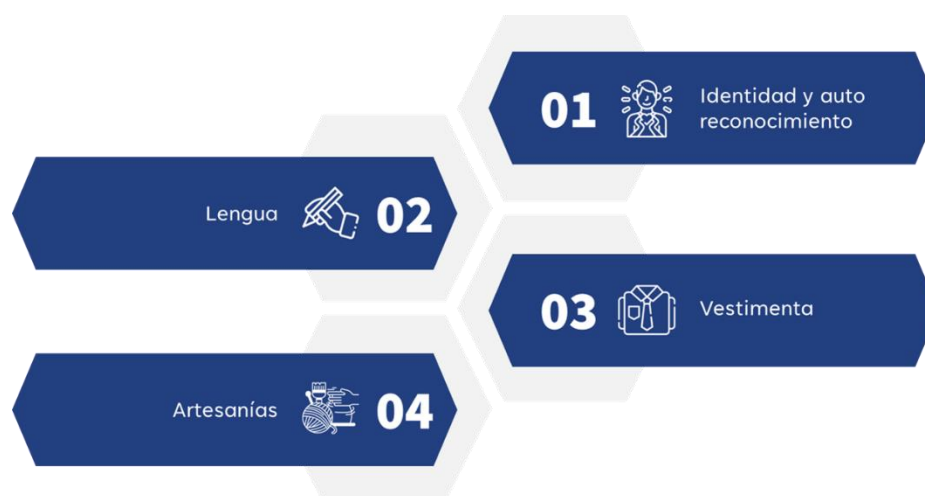 01
Identidad y auto
reconocimiento
Lengua
02
03
Vestimenta
Artesanías
04